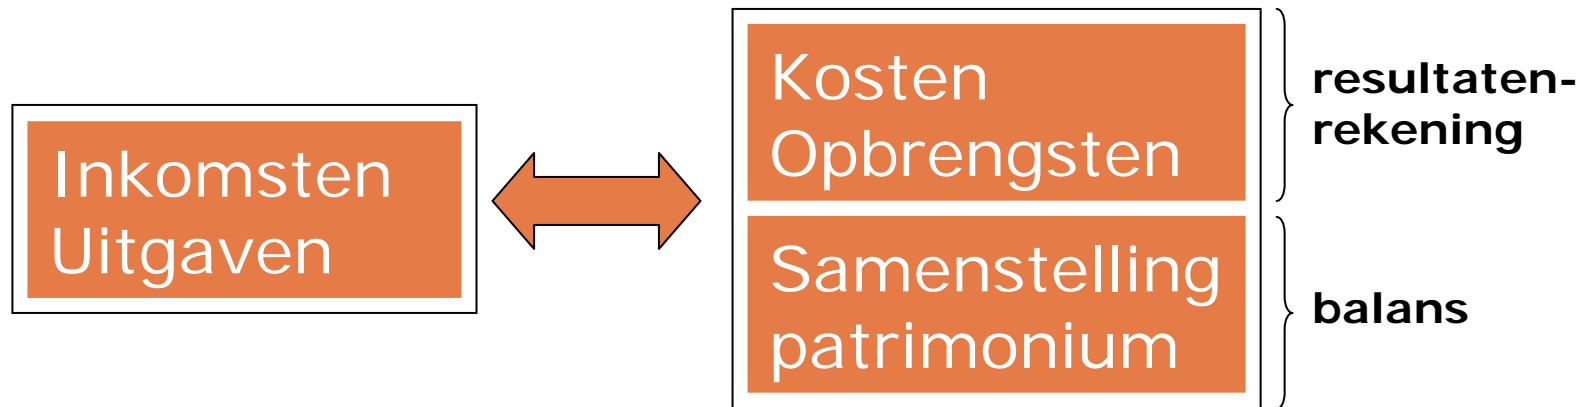 Inkomsten
Uitgaven
Kosten
Opbrengsten
resultaten-
rekening
Samenstelling
patrimonium
balans